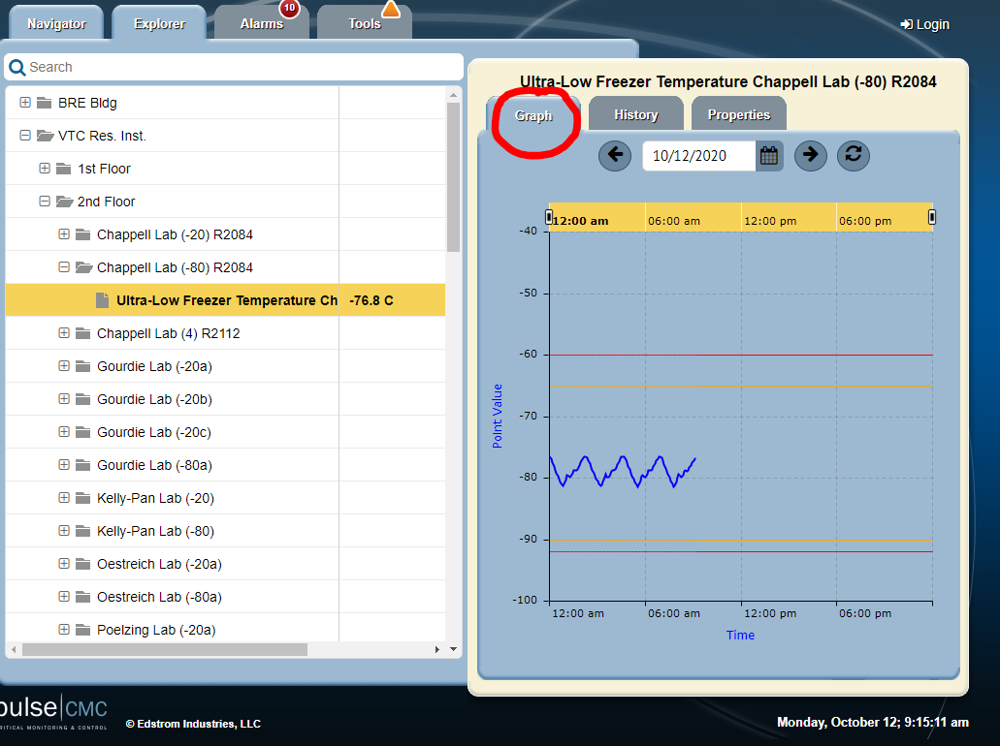 Navigator Explorer Alarms 10 Tools Login
Search
BRE Bldg
VTC Res. Inst.
1st Floor
2nd Floor
Chappell Lab (-20) R2084
Chappell Lab (-80) R2084
Ultra-Low Freezer Temperature Ch -76.8 C
Chappell Lab (4) R2112
Gourdie Lab (-20a)
Gourdie Lab (-20b)
Gourdie Lab (-20c)
Gourdie Lab (-80a)
Kelly-Pan Lab (-20)
Kelly-Pan Lab (-80)
Oestreich Lab (-20a)
Oestreich Lab (-80a)
Poelzing Lab (-20a)
Ultra-Low Freezer Temperature Chappell Lab (-80) R2084
Graph History Properties
10/12/2020
12:00 am 06:00 am 12:00 pm 06:00 pm
-40
-50
-60
-70
-80
-90
-100
Point Value
12:00 am 06:00 am 12:00 pm 06:00 pm
Time
pulse CMC
RITICAL MONITORING & CONTROL
© Edstrom Industries, LLC
Monday, October 12; 9:15:11 am